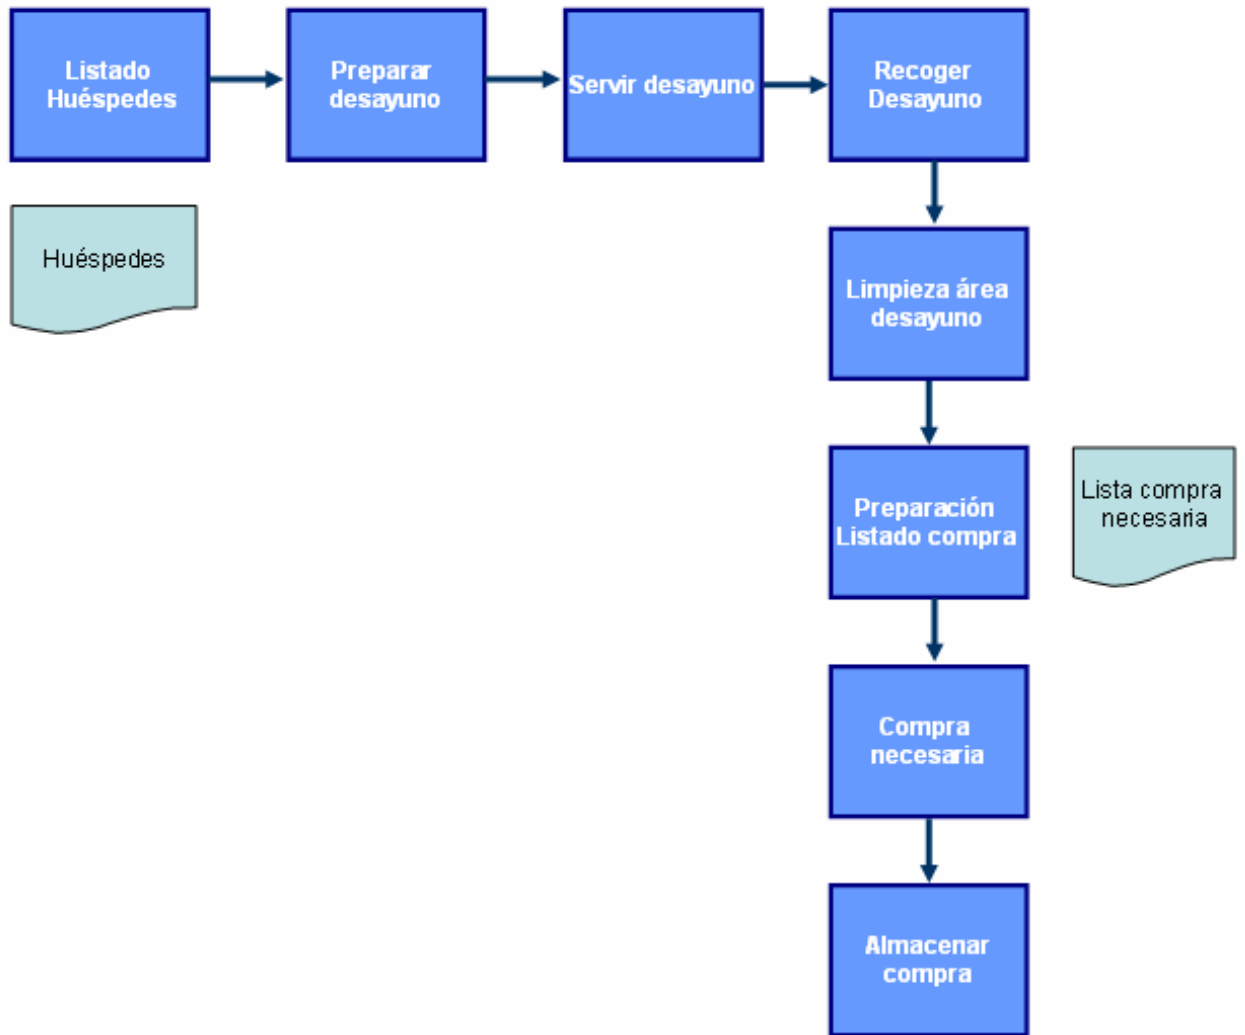 Listado
Huéspedes
Preparar
desayuno
Servir desayuno
Recoger
Desayuno
Huéspedes
Limpieza área
desayuno
Preparación
Listado compra
Lista compra
necesaria
Compra
necesaria
Almacenar
compra